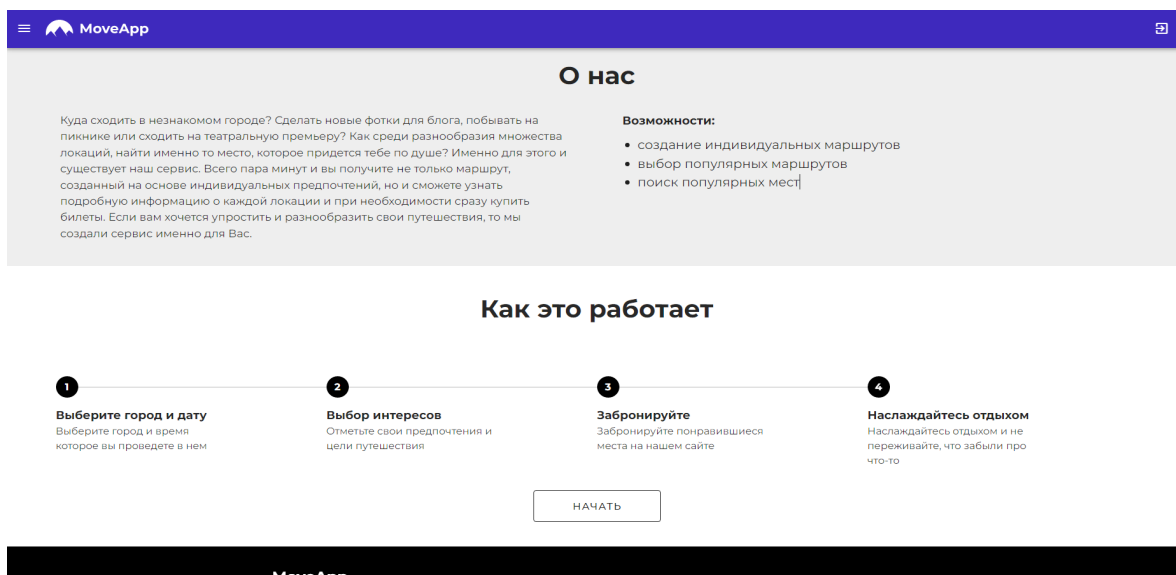 MoveApp
О нас
Куда сходить в незнакомом городе? Сделать новые фотки для блога, побывать на
пикнике или сходить на театральную премьеру? Как среди разнообразия множества
локаций, найти именно то место, которое придется тебе по душе? Именно для этого и
существует наш сервис. Всего пара минут и вы получите не только маршрут,
созданный на основе индивидуальных предпочтений, но и сможете узнать
подробную информацию о каждой локации и при необходимости сразу купить
билеты. Если вам хочется упростить и разнообразить свои путешествия, то мы
создали сервис именно для Вас.
Возможности:
• создание индивидуальных маршрутов
• выбор популярных маршрутов
• поиск популярных мест
Как это работает
1
Выберите город и дату
Выберите город и время
которое вы проведете в нем
2
Выбор интересов
Отметьте свои предпочтения и
цели путешествия
3
Забронируйте
Забронируйте понравившиеся
места на нашем сайте
4
Наслаждайтесь отдыхом
Наслаждайтесь отдыхом и не
переживайте, что забыли про
что-то
НАЧАТЬ
MoveApp